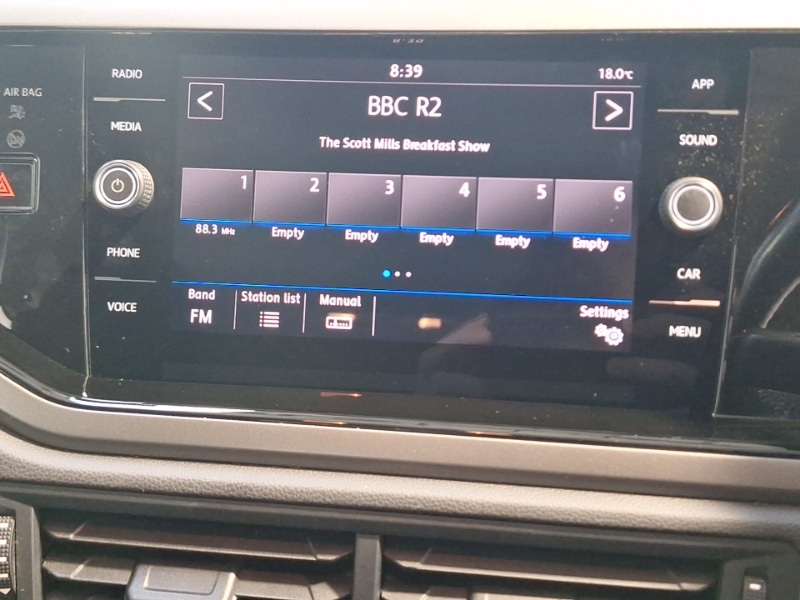 8:39
18.0°C
RADIO
MEDIA
PHONE
VOICE
AIR BAG
<
BBC R2
>
The Scott Mills Breakfast Show
1 2 3 4 5 6
88.3 MHz Empty Empty Empty Empty Empty
Band Station list Manual
FM
Settings
APP
SOUND
CAR
MENU